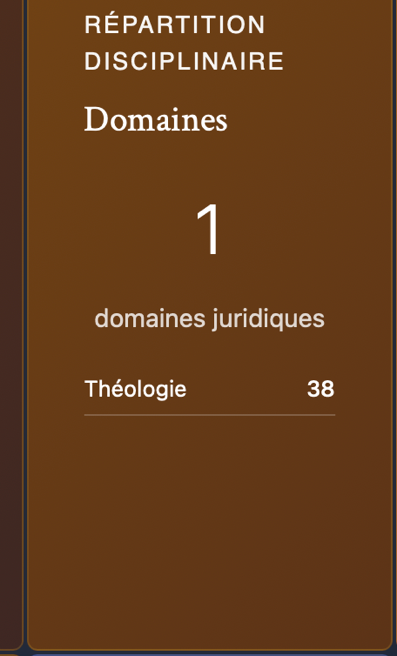 RÉPARTITION
DISCIPLINAIRE
Domaines
1
domaines juridiques
Théologie 38